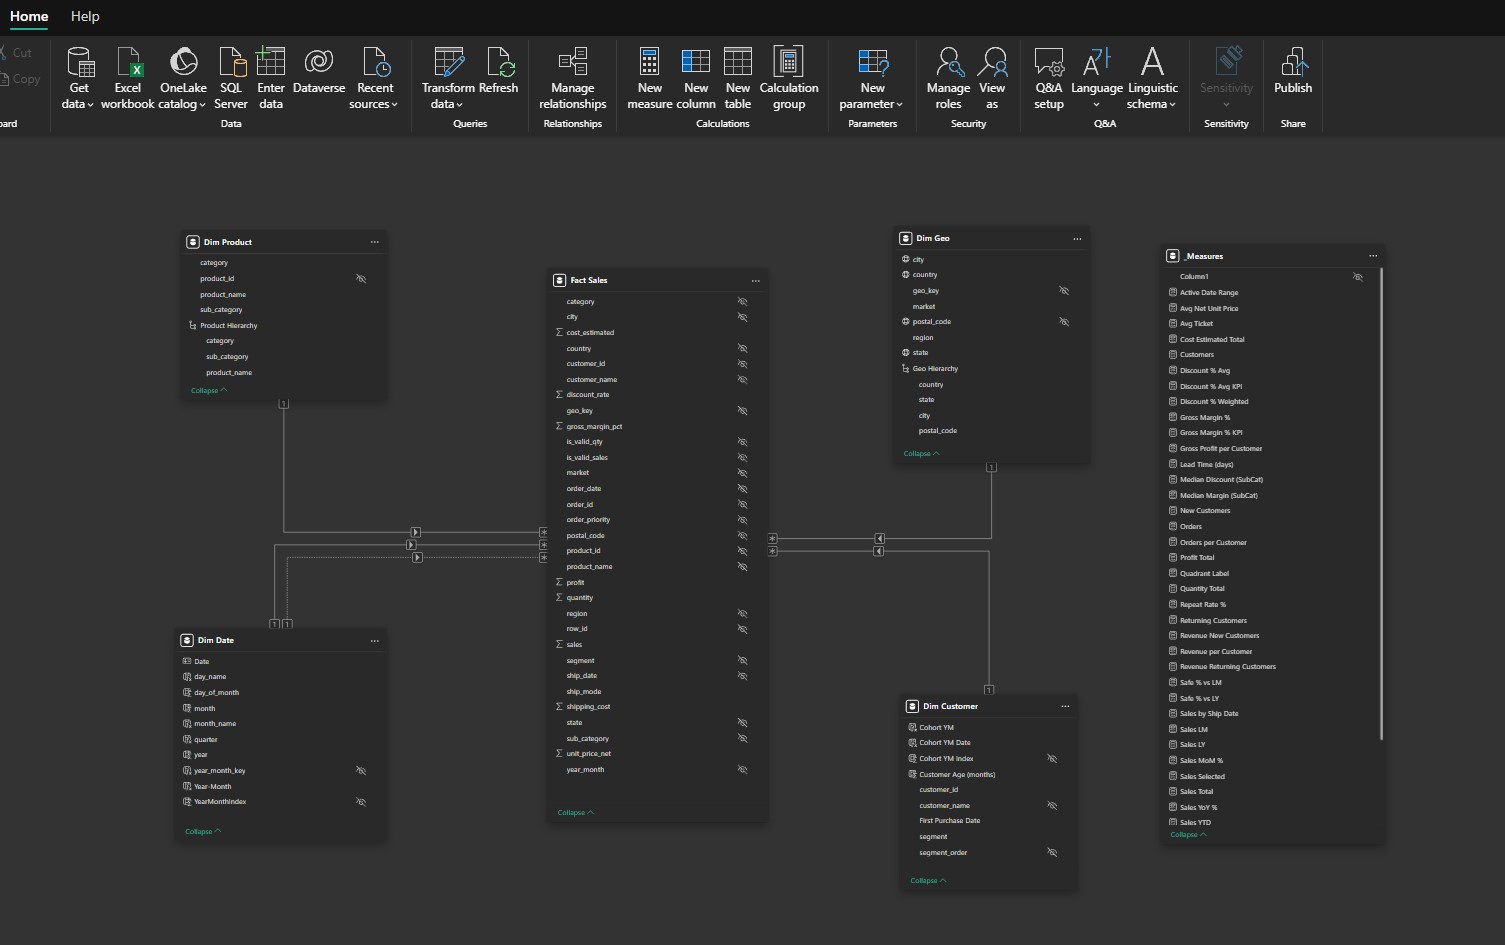 Home
Help
Cut
Copy
Get data
Excel workbook
OneLake catalog
SQL Server
Enter data
Dataverse
Recent sources
Transform data
Refresh
Manage relationships
New measure
New column
New table
Calculation group
New parameter
Manage roles
View as
Q&A setup
Language
Linguistic schema
Sensitivity
Publish
oard
Data
Queries
Relationships
Calculations
Parameters
Security
Q&A
Sensitivity
Share
Dim Product
category
product_id
product_name
sub_category
Product Hierarchy
category
sub_category
product_name
Collapse
1
Fact Sales
category
city
cost_estimated
country
customer_id
customer_name
discount_rate
geo_key
gross_margin_pct
is_valid_qty
is_valid_sales
market
order_date
order_id
order_priority
postal_code
product_id
product_name
profit
quantity
region
row_id
sales
segment
ship_date
ship_mode
shipping_cost
state
sub_category
unit_price_net
year_month
Collapse
*
*
*
*
*
Dim Geo
city
country
geo_key
market
postal_code
region
state
Geo Hierarchy
country
state
city
postal_code
Collapse
1
_Measures
Column1
Active Date Range
Avg Net Unit Price
Avg Ticket
Cost Estimated Total
Customers
Discount % Avg
Discount % Avg KPI
Discount % Weighted
Gross Margin %
Gross Margin % KPI
Gross Profit per Customer
Lead Time (days)
Median Discount (SubCat)
Median Margin (SubCat)
New Customers
Orders
Orders per Customer
Profit Total
Quadrant Label
Quantity Total
Repeat Rate %
Returning Customers
Revenue New Customers
Revenue per Customer
Revenue Returning Customers
Safe % vs LM
Safe % vs LY
Sales by Ship Date
Sales LM
Sales LY
Sales MoM %
Sales Selected
Sales Total
Sales YoY %
Sales YTD
Collapse
1 1
Dim Date
Date
day_name
day_of_month
month
month_name
quarter
year
year_month_key
Year-Month
YearMonthIndex
Collapse
1
Dim Customer
Cohort YM
Cohort YM Date
Cohort YM Index
Customer Age (months)
customer_id
customer_name
First Purchase Date
segment
segment_order
Collapse